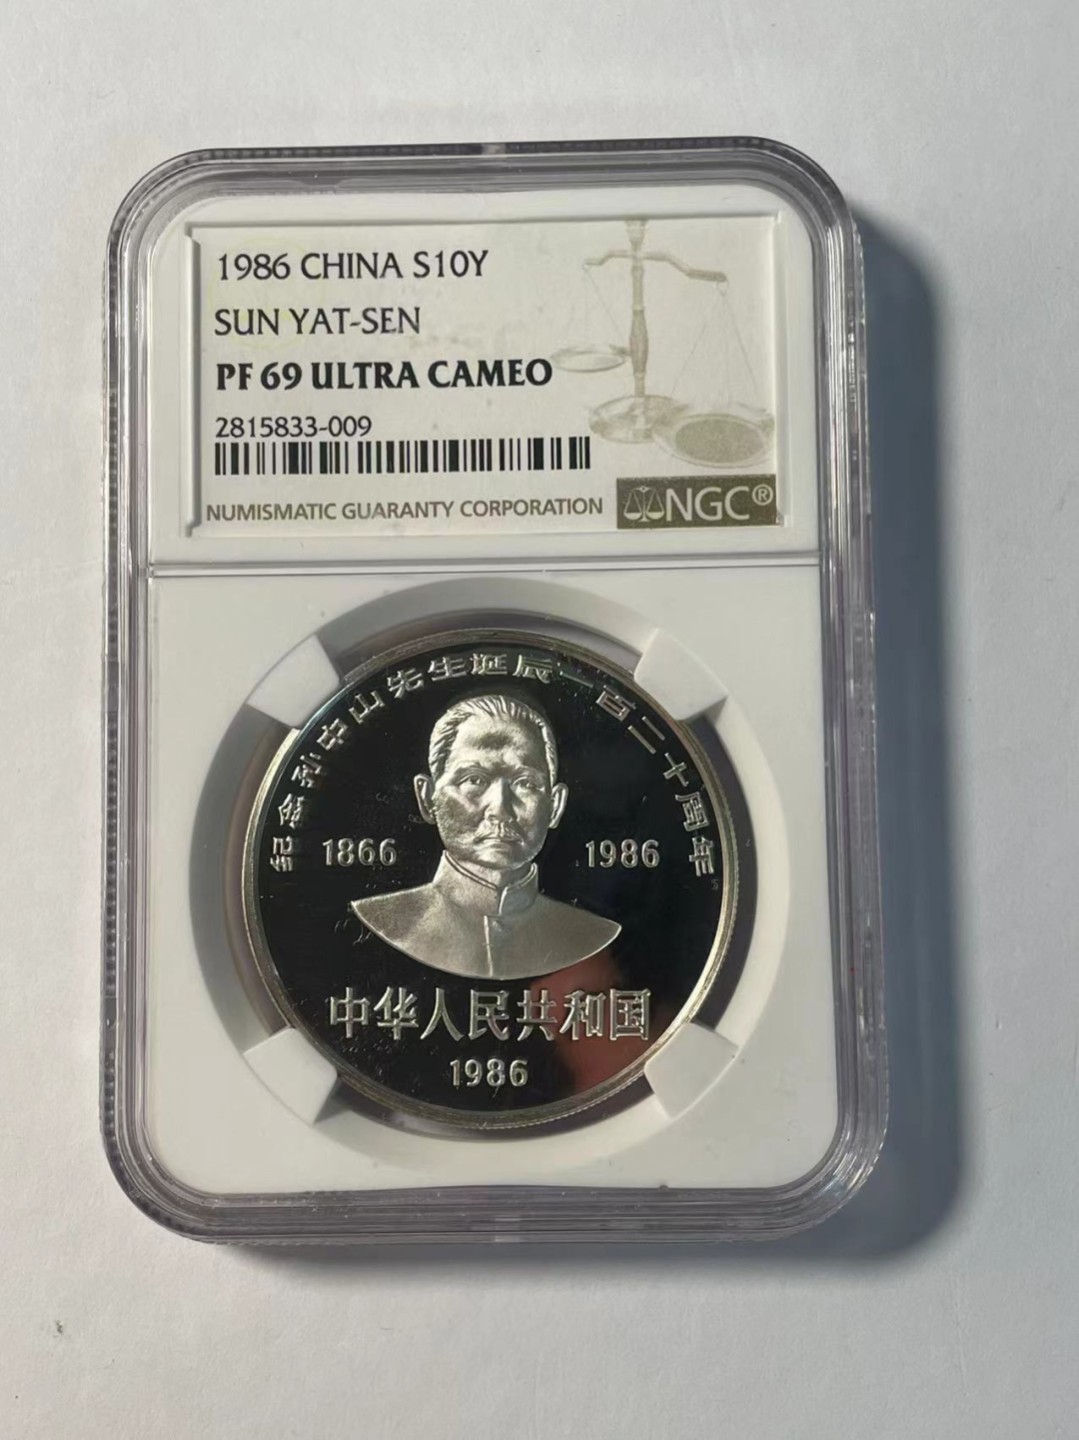 1986 CHINA S10Y
SUN YAT-SEN
PF 69 ULTRA CAMEO
2815833-009
NUMISMATIC GUARANTY CORPORATION
NGC®
纪念孙中山先生诞辰一百二十周年
1866
1986
中华人民共和国
1986